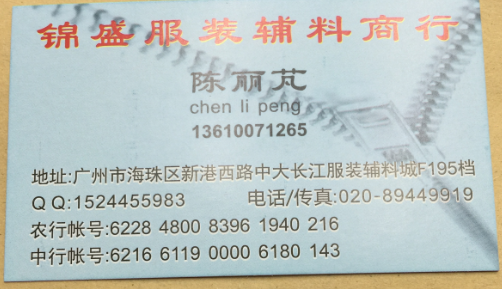 锦盛服装辅料商行
陈丽芃
chen li peng
13610071265
地址:广州市海珠区新港西路中大长江服装辅料城F195档
QQ:1524455983 电话/传真:020-89449919
农行帐号:6228 4800 8396 1940 216
中行帐号:6216 6119 0000 6180 143